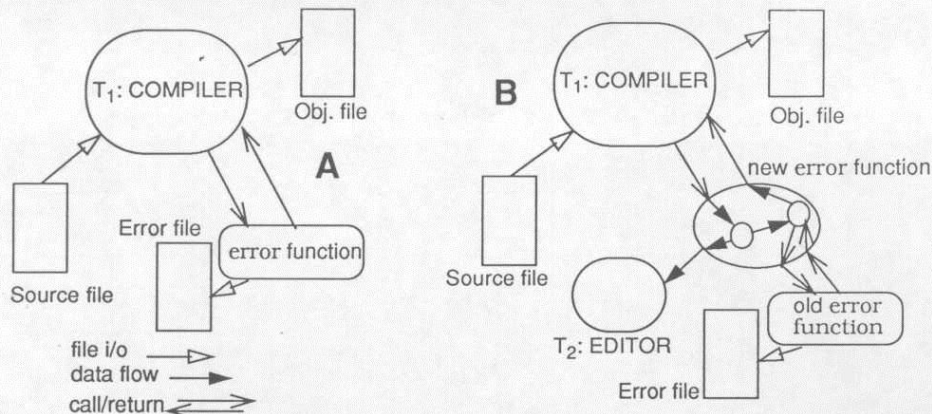 T1: COMPILER
Obj. file
A
Error file
error function
Source file
file i/o
data flow
call/return
B
T1: COMPILER
Obj. file
new error function
Source file
T2: EDITOR
old error
function
Error file